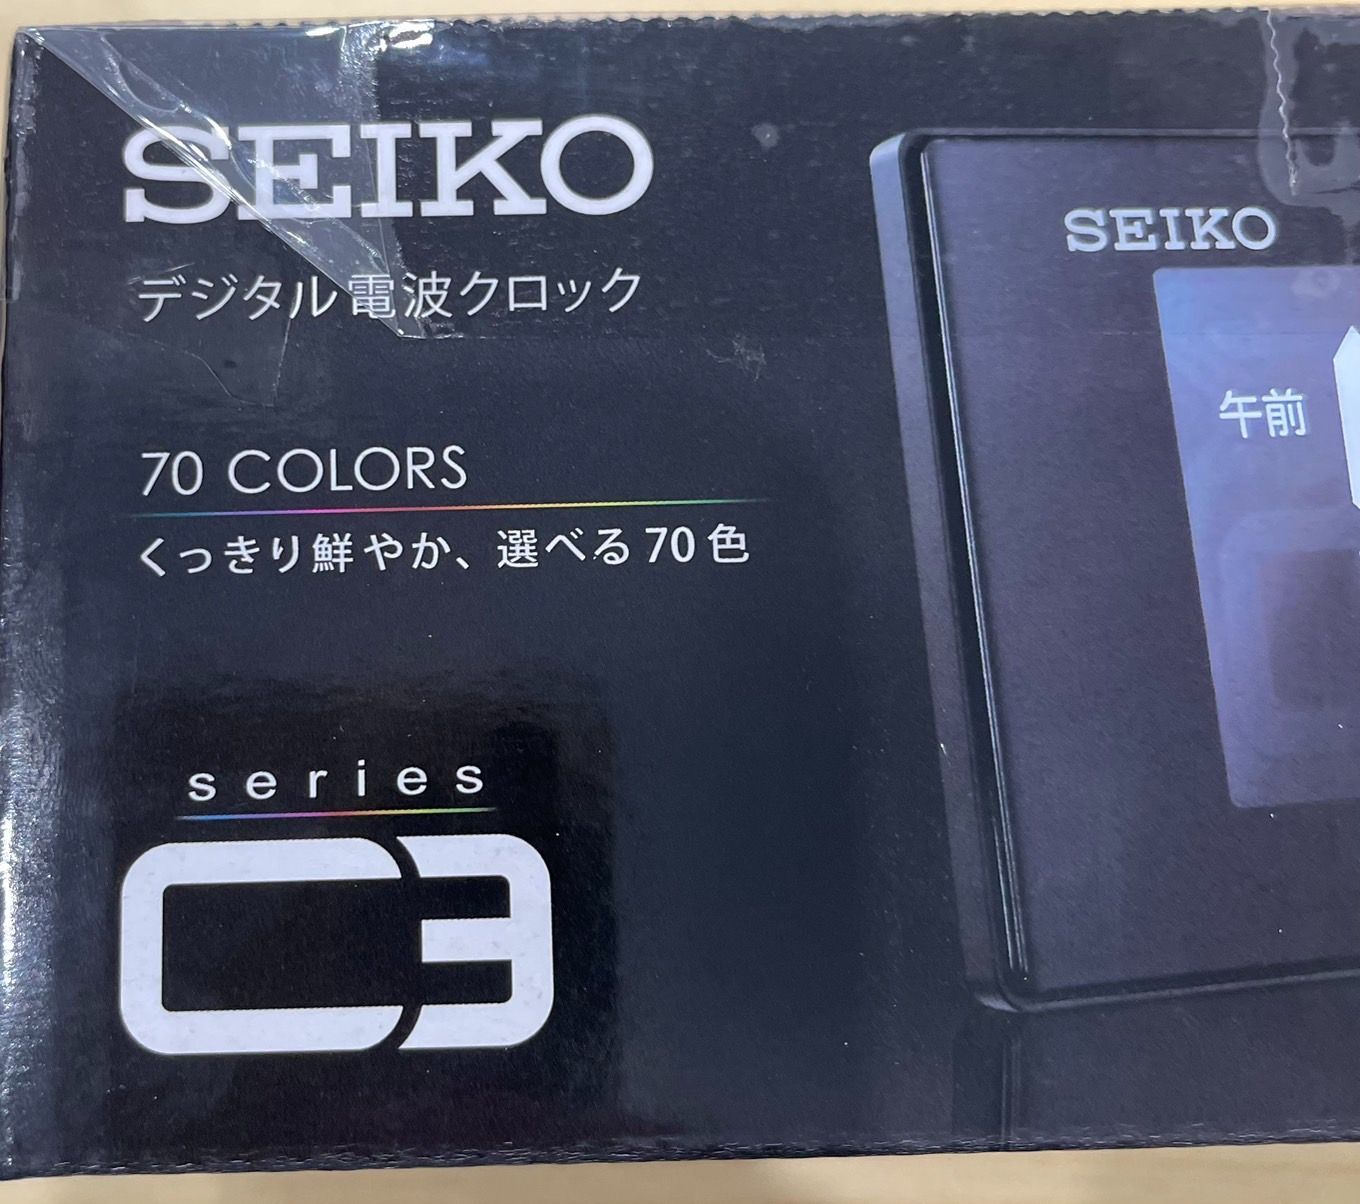 SEIKO
デジタル電波クロック
70 COLORS
くっきり鮮やか、選べる70色
series
C3
SEIKO
午前